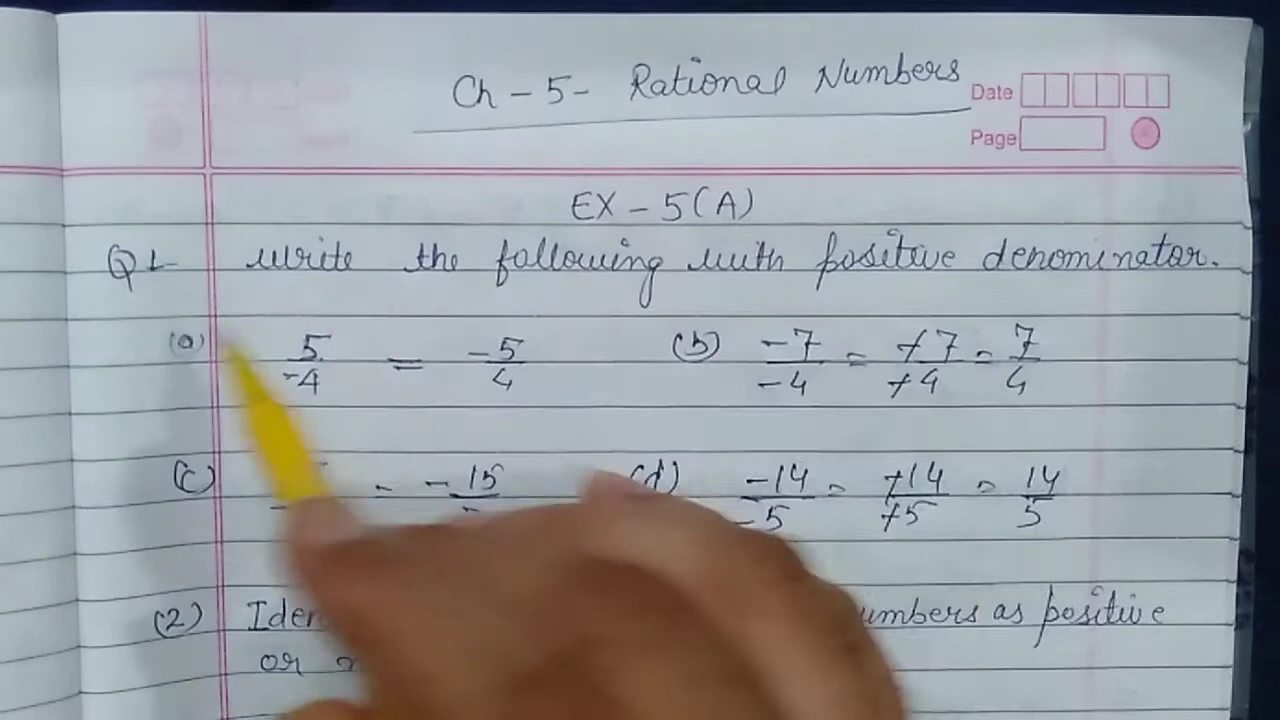 Ch - 5 - Rational Numbers
Date
Page
EX - 5(A)
Q1 write the following with positive denominator.
(a) 5/-4 = -5/4 (b) -7/-4 = +7/+4 = 7/4
(c) = -15 (d) -14/-5 = +14/+5 = 14/5
(2) umbers as positive
or